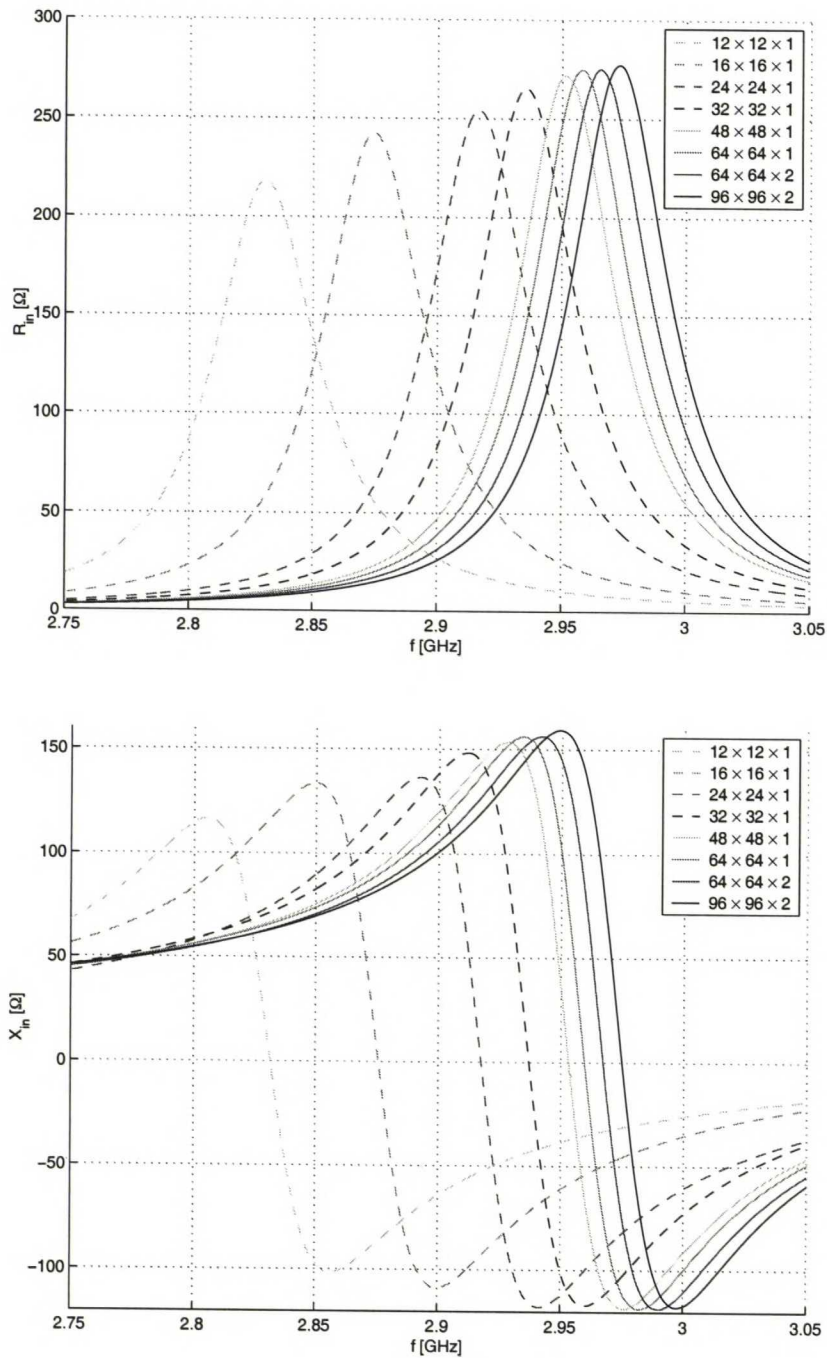 300
250
200
150
100
50
0
R_in [Ω]
2.75
2.8
2.85
2.9
2.95
3
3.05
f [GHz]
12 × 12 × 1
16 × 16 × 1
24 × 24 × 1
32 × 32 × 1
48 × 48 × 1
64 × 64 × 1
64 × 64 × 2
96 × 96 × 2
150
100
50
0
−50
−100
X_in [Ω]
2.75
2.8
2.85
2.9
2.95
3
3.05
f [GHz]
12 × 12 × 1
16 × 16 × 1
24 × 24 × 1
32 × 32 × 1
48 × 48 × 1
64 × 64 × 1
64 × 64 × 2
96 × 96 × 2